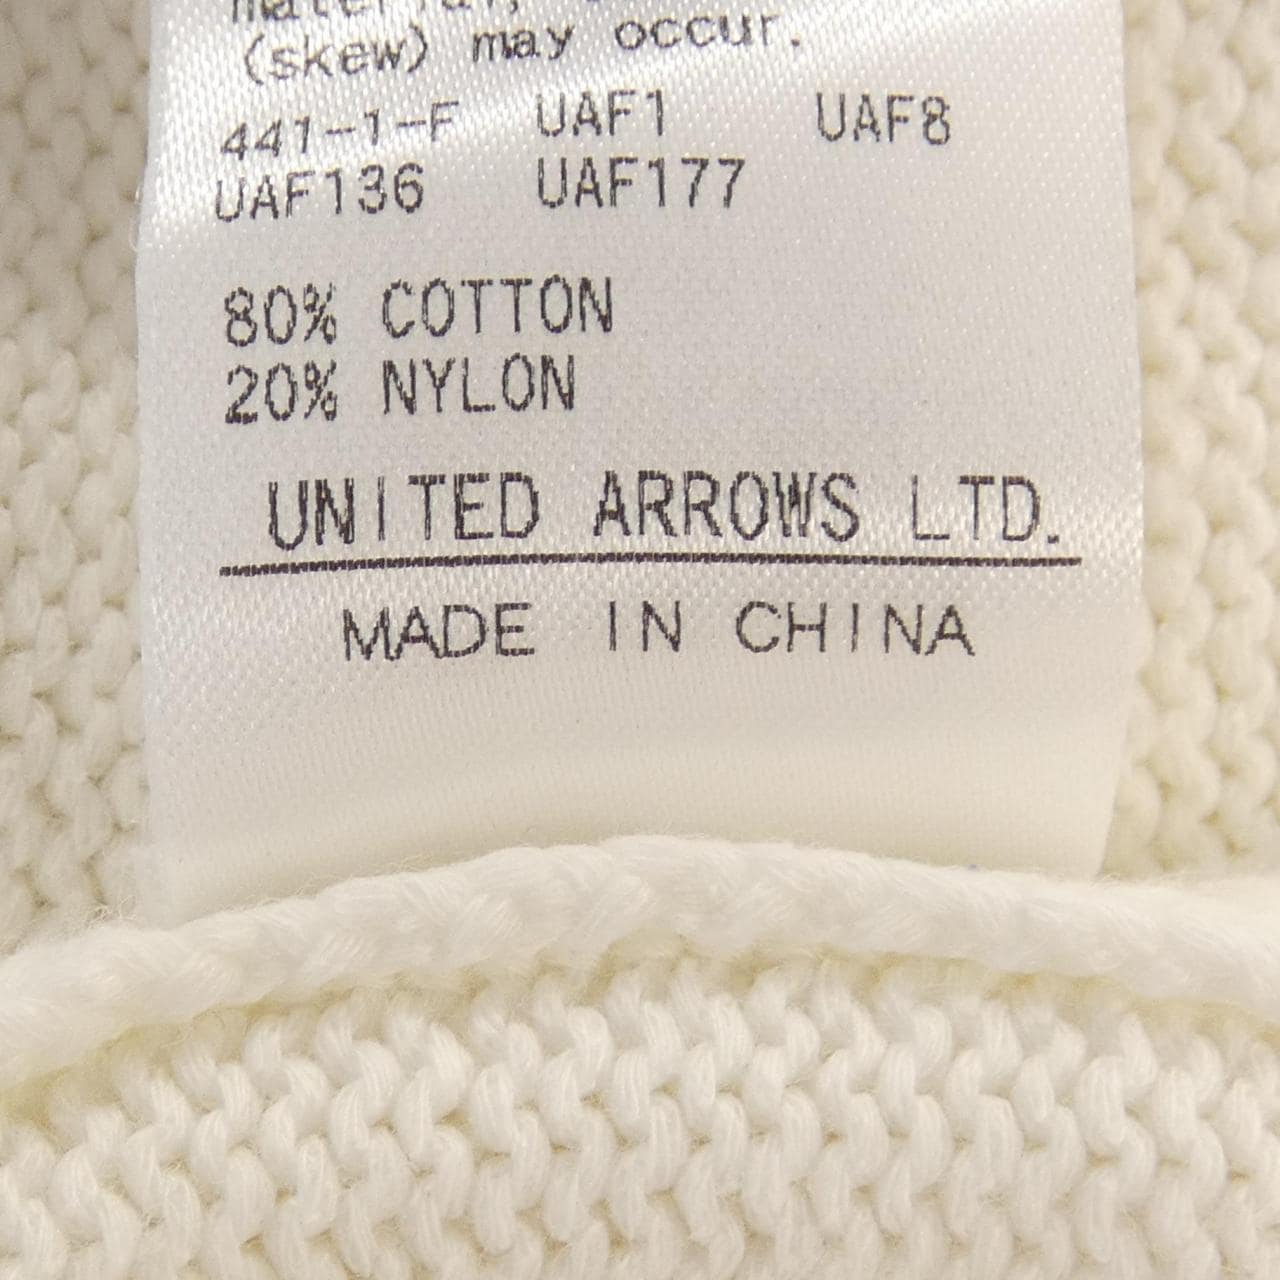 material,
(skew) may occur.
441-1-F UAF1 UAF8
UAF136 UAF177
80% COTTON
20% NYLON
UNITED ARROWS LTD.
MADE IN CHINA